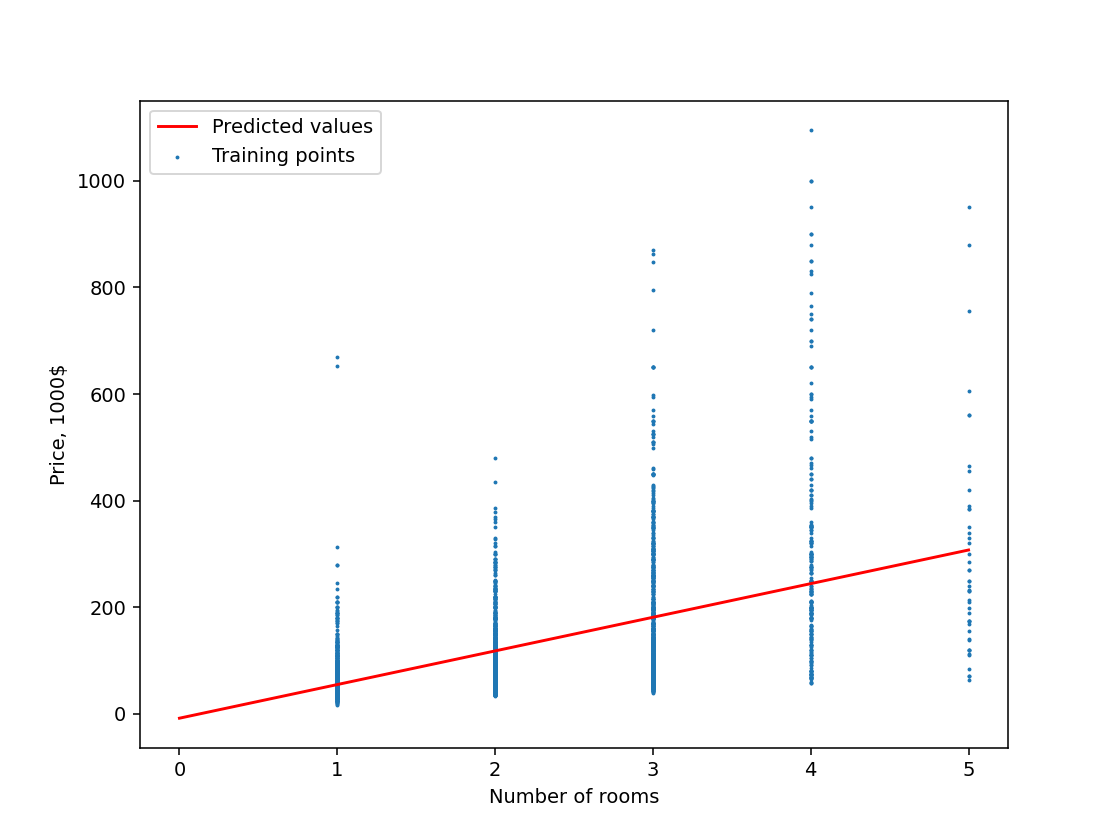 Predicted values
Training points
1000
800
600
400
200
0
Price, 1000$
0 1 2 3 4 5
Number of rooms